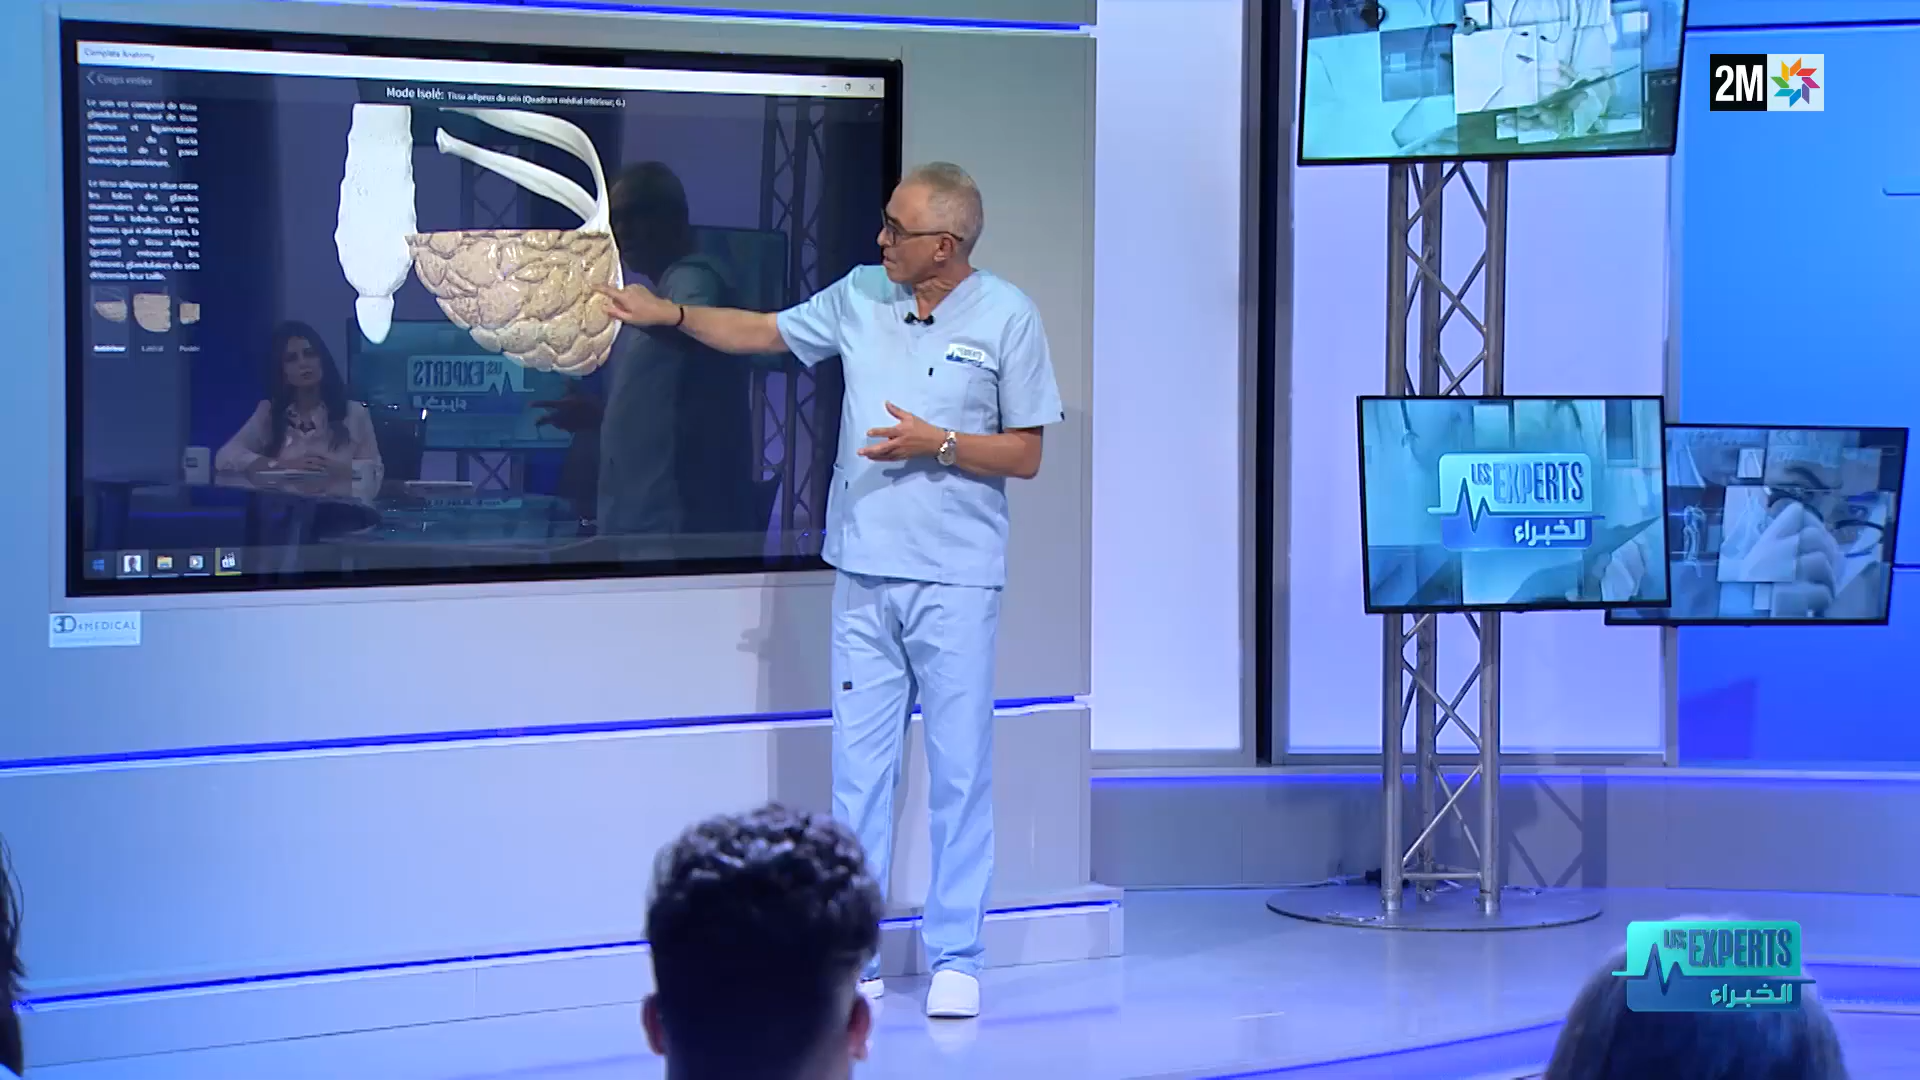 Complete Anatomy
Corps entier
Mode Isolé: Tissu adipeux du sein (Quadrant médial inférieur, G.)
Le sein est composé de tissu
glandulaire entouré de tissu
adipeux et ligamentaire
provenant du fascia
superficiel de la paroi
thoracique antérieure.
Le tissu adipeux se situe entre
les lobes des glandes
mammaires du sein et non
entre les lobules. Chez les
femmes qui n'allaitent pas, la
quantité de tissu adipeux
(graisse) entourant les
éléments glandulaires du sein
détermine leur taille.
Antérieur
Latéral
3D4MEDICAL
2M
LES EXPERTS
الخبراء
LES EXPERTS
الخبراء
LES EXPERTS